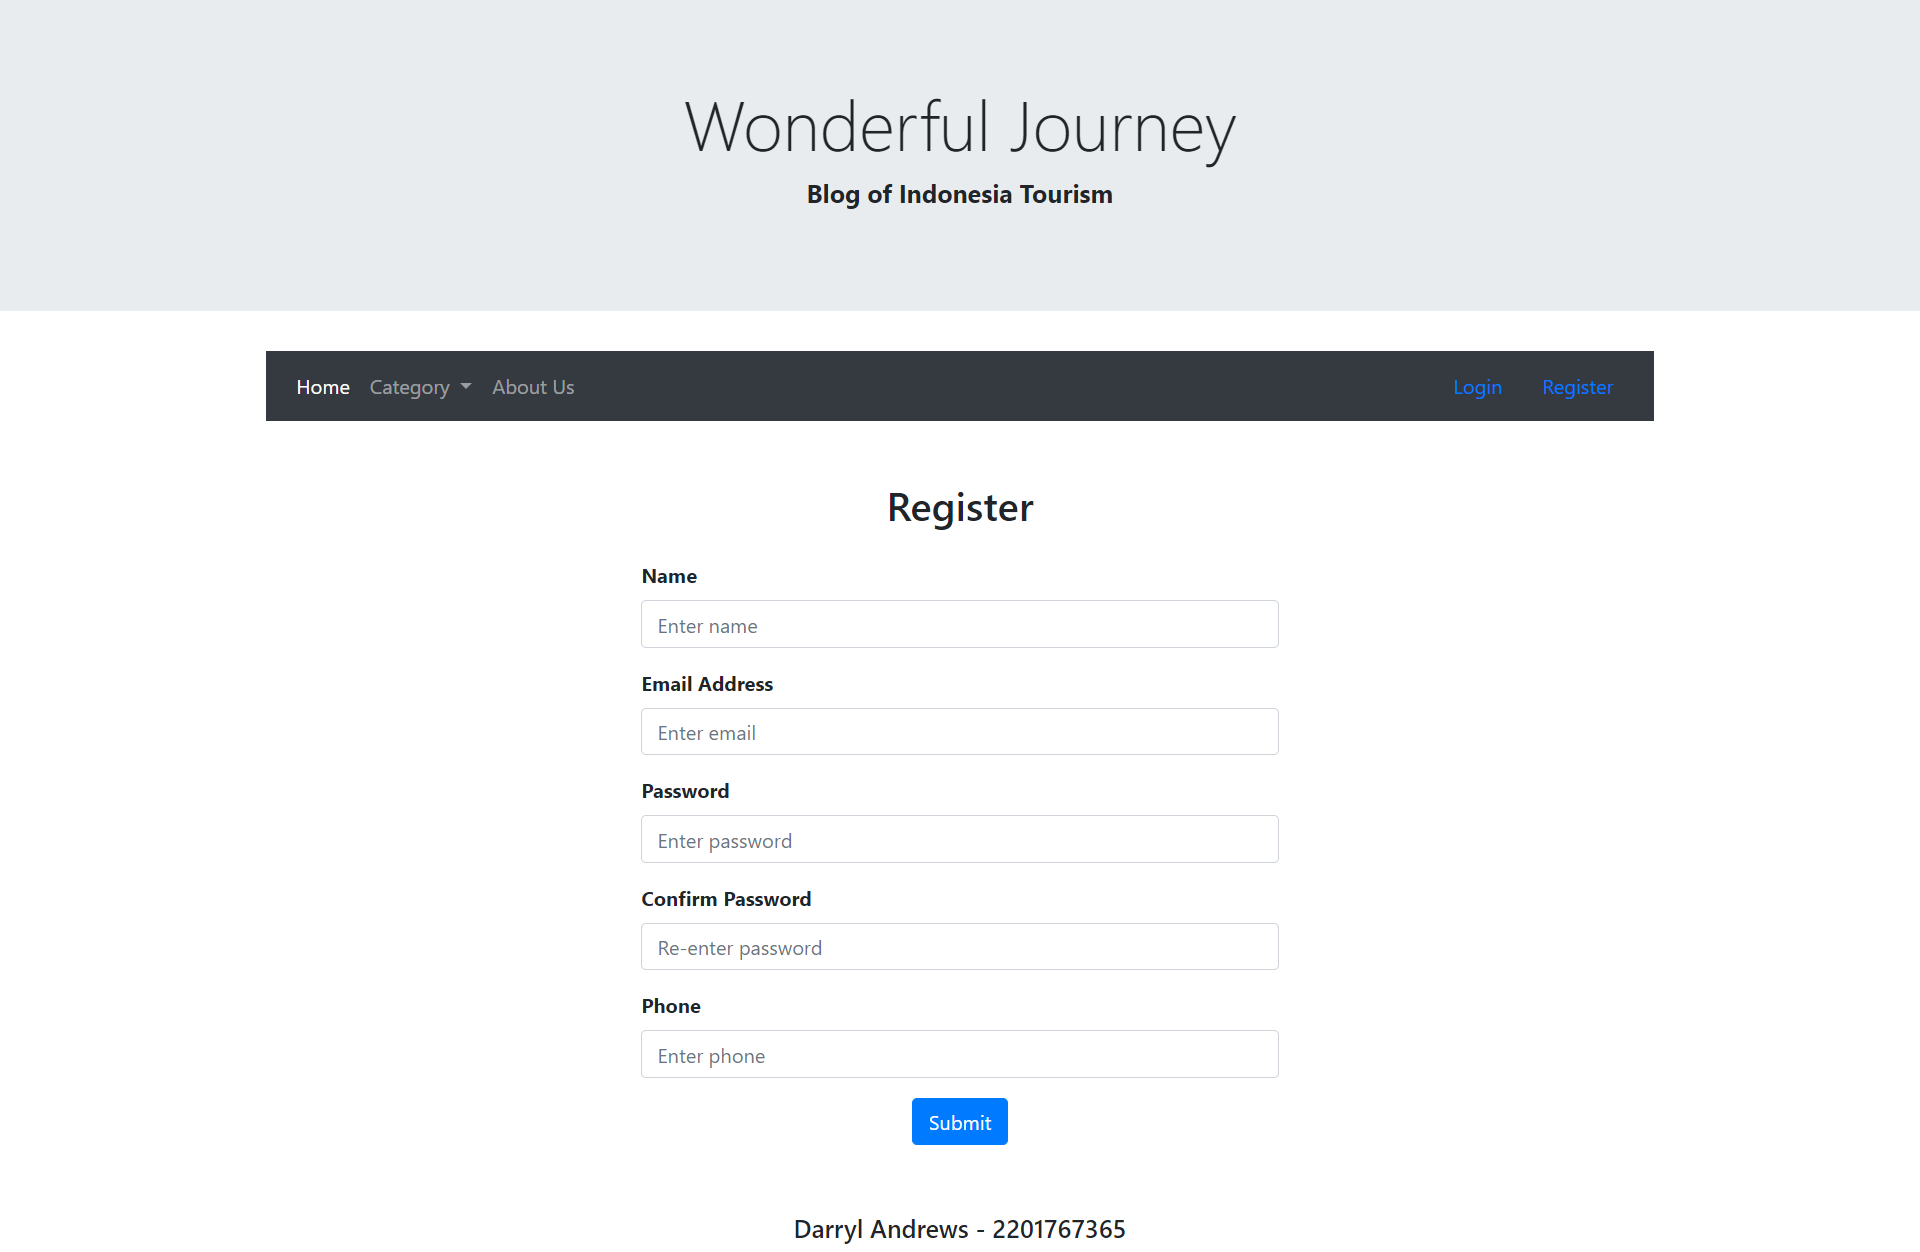 Wonderful Journey
Blog of Indonesia Tourism
Home Category About Us Login Register
Register
Name
Enter name
Email Address
Enter email
Password
Enter password
Confirm Password
Re-enter password
Phone
Enter phone
Submit
Darryl Andrews - 2201767365